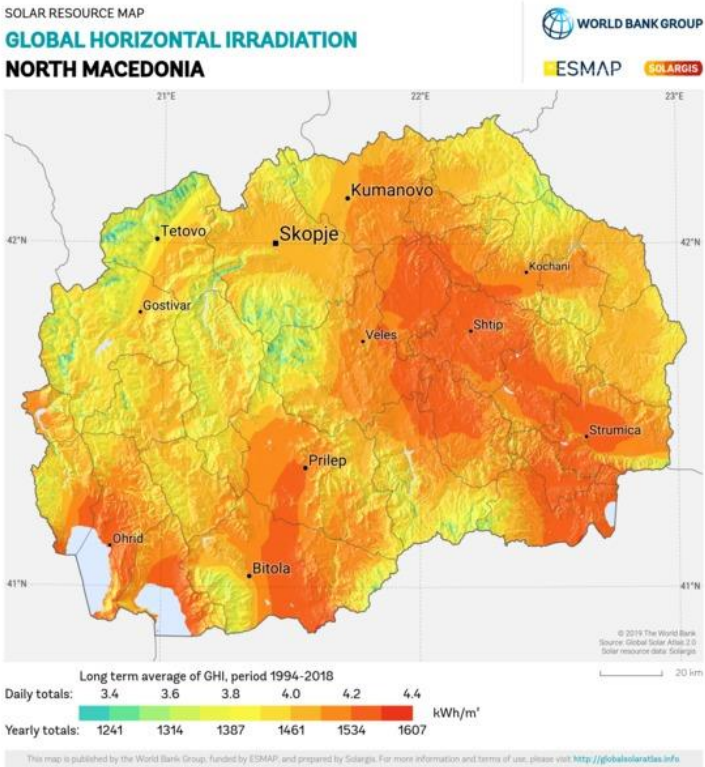 SOLAR RESOURCE MAP
GLOBAL HORIZONTAL IRRADIATION
NORTH MACEDONIA
WORLD BANK GROUP
ESMAP
SOLARGIS
21°E
22°E
23°E
Kumanovo
Tetovo
Skopje
42°N
42°N
Kochani
Gostivar
Veles
Shtip
Strumica
Prilep
Ohrid
Bitola
41°N
41°N
© 2019 The World Bank
Source: Global Solar Atlas 2.0
Solar resource data: Solargis
20 km
Long term average of GHI, period 1994-2018
Daily totals: 3.4 3.6 3.8 4.0 4.2 4.4
kWh/m²
Yearly totals: 1241 1314 1387 1461 1534 1607
This map is published by the World Bank Group, funded by ESMAP, and prepared by Solargis. For more information and terms of use, please visit http://globalsolaratlas.info.